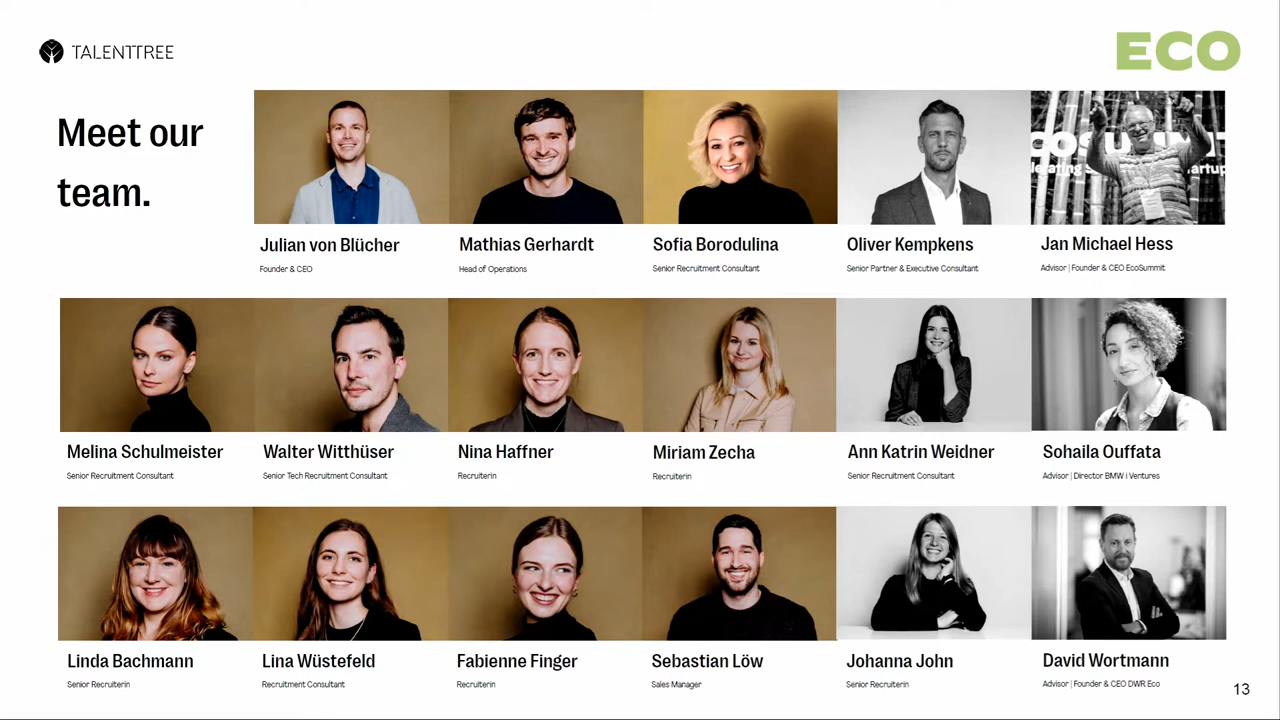 TALENTTREE
ECO
Meet our
team.
Julian von Blücher
Founder & CEO
Mathias Gerhardt
Head of Operations
Sofia Borodulina
Senior Recruitment Consultant
Oliver Kempkens
Senior Partner & Executive Consultant
Jan Michael Hess
Advisor | Founder & CEO EcoSummit
Melina Schulmeister
Senior Recruitment Consultant
Walter Witthüser
Senior Tech Recruitment Consultant
Nina Haffner
Recruiterin
Miriam Zecha
Recruiterin
Ann Katrin Weidner
Senior Recruitment Consultant
Sohaila Ouffata
Advisor | Director BMW i Ventures
Linda Bachmann
Senior Recruiterin
Lina Wüstefeld
Recruitment Consultant
Fabienne Finger
Recruiterin
Sebastian Löw
Sales Manager
Johanna John
Senior Recruiterin
David Wortmann
Advisor | Founder & CEO DWR Eco
13